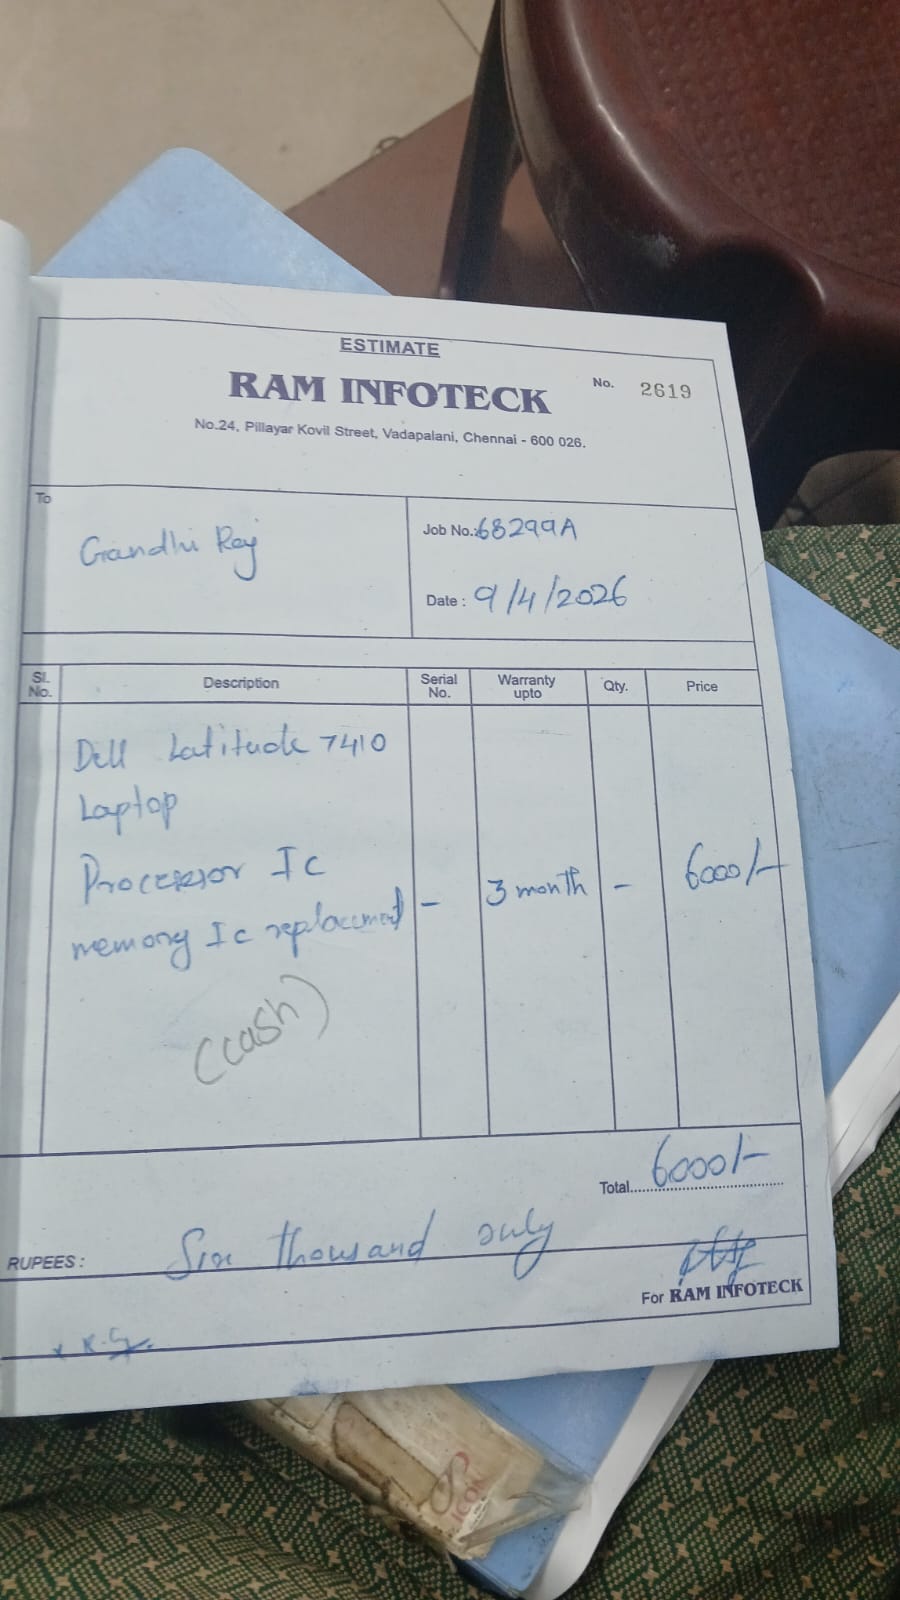 ESTIMATE
RAM INFOTECK
No. 2619
No.24, Pillayar Kovil Street, Vadapalani, Chennai - 600 026.
To
Gandhi Raj
Job No.: 68299A
Date : 9/4/2026
Sl. No. Description Serial No. Warranty upto Qty. Price
Dell Latitude 7410
Laptop
Processor Ic
memory Ic replacement - 3 month - 6000/-
(cash)
Total 6000/-
RUPEES : Six thousand only
For RAM INFOTECK